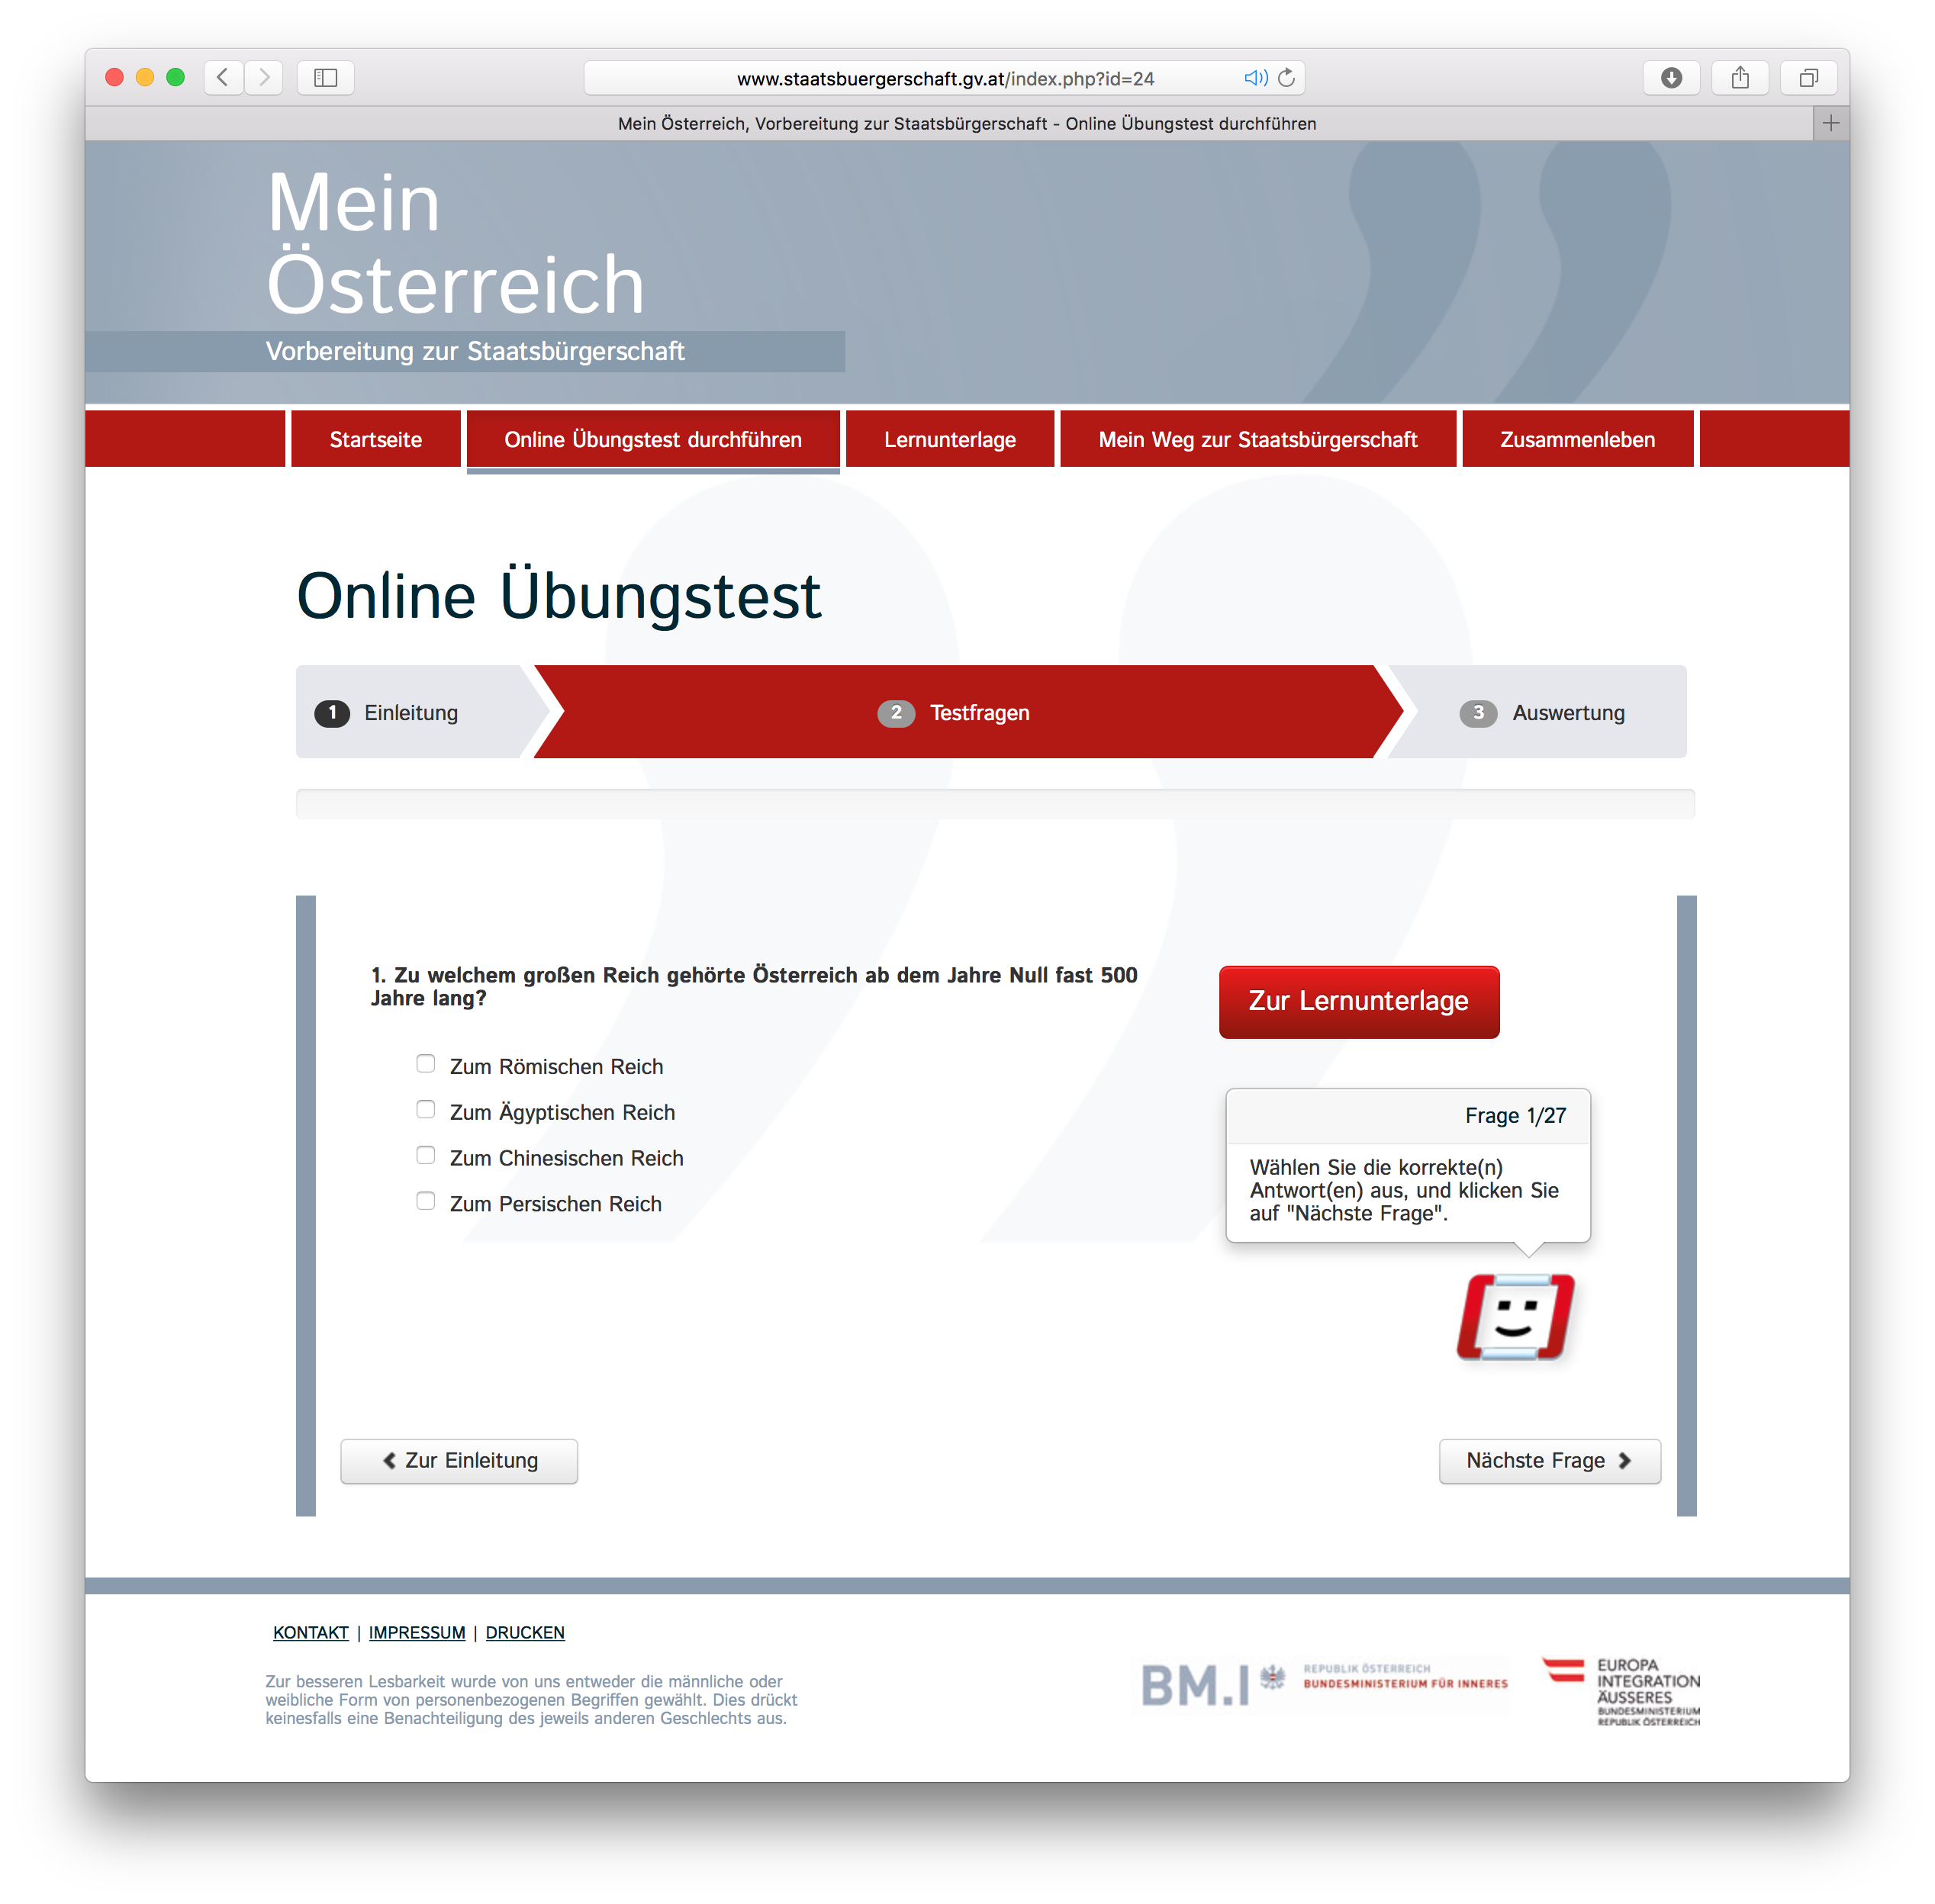 www.staatsbuergerschaft.gv.at/index.php?id=24
Mein Österreich, Vorbereitung zur Staatsbürgerschaft - Online Übungstest durchführen
Mein
Österreich
Vorbereitung zur Staatsbürgerschaft
Startseite
Online Übungstest durchführen
Lernunterlage
Mein Weg zur Staatsbürgerschaft
Zusammenleben
Online Übungstest
1 Einleitung
2 Testfragen
3 Auswertung
1. Zu welchem großen Reich gehörte Österreich ab dem Jahre Null fast 500
Jahre lang?
Zum Römischen Reich
Zum Ägyptischen Reich
Zum Chinesischen Reich
Zum Persischen Reich
Zur Lernunterlage
Frage 1/27
Wählen Sie die korrekte(n)
Antwort(en) aus, und klicken Sie
auf "Nächste Frage".
Zur Einleitung
Nächste Frage
KONTAKT | IMPRESSUM | DRUCKEN
Zur besseren Lesbarkeit wurde von uns entweder die männliche oder
weibliche Form von personenbezogenen Begriffen gewählt. Dies drückt
keinesfalls eine Benachteiligung des jeweils anderen Geschlechts aus.
BM.I
REPUBLIK ÖSTERREICH
BUNDESMINISTERIUM FÜR INNERES
EUROPA
INTEGRATION
ÄUSSERES
BUNDESMINISTERIUM
REPUBLIK ÖSTERREICH